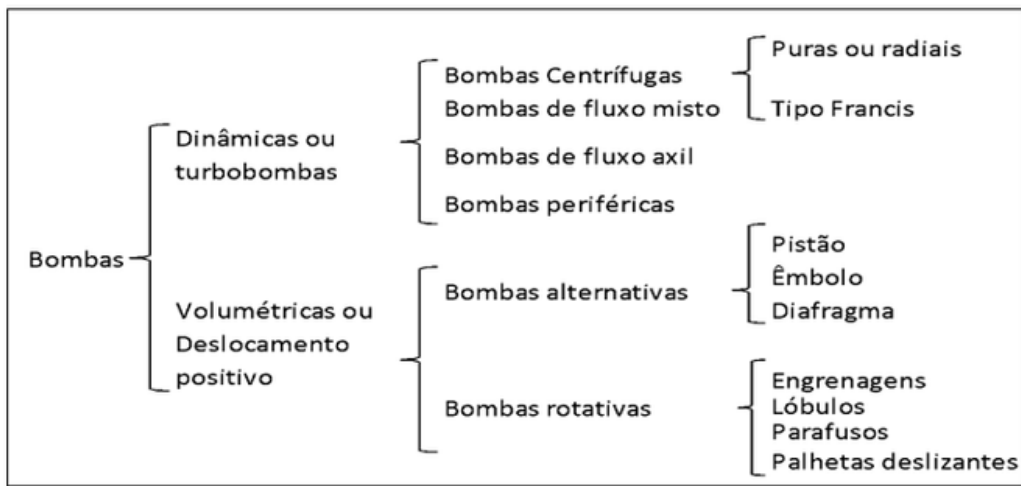 Bombas
Dinâmicas ou
turbobombas
Bombas Centrífugas
Puras ou radiais
Tipo Francis
Bombas de fluxo misto
Bombas de fluxo axil
Bombas periféricas
Volumétricas ou
Deslocamento
positivo
Bombas alternativas
Pistão
Êmbolo
Diafragma
Bombas rotativas
Engrenagens
Lóbulos
Parafusos
Palhetas deslizantes